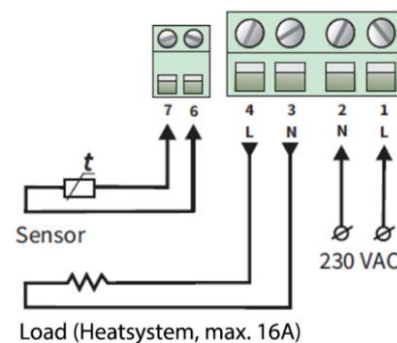 7 6 4 3 2 1
L N N L
t
Sensor
230 VAC
Load (Heatsystem, max. 16A)